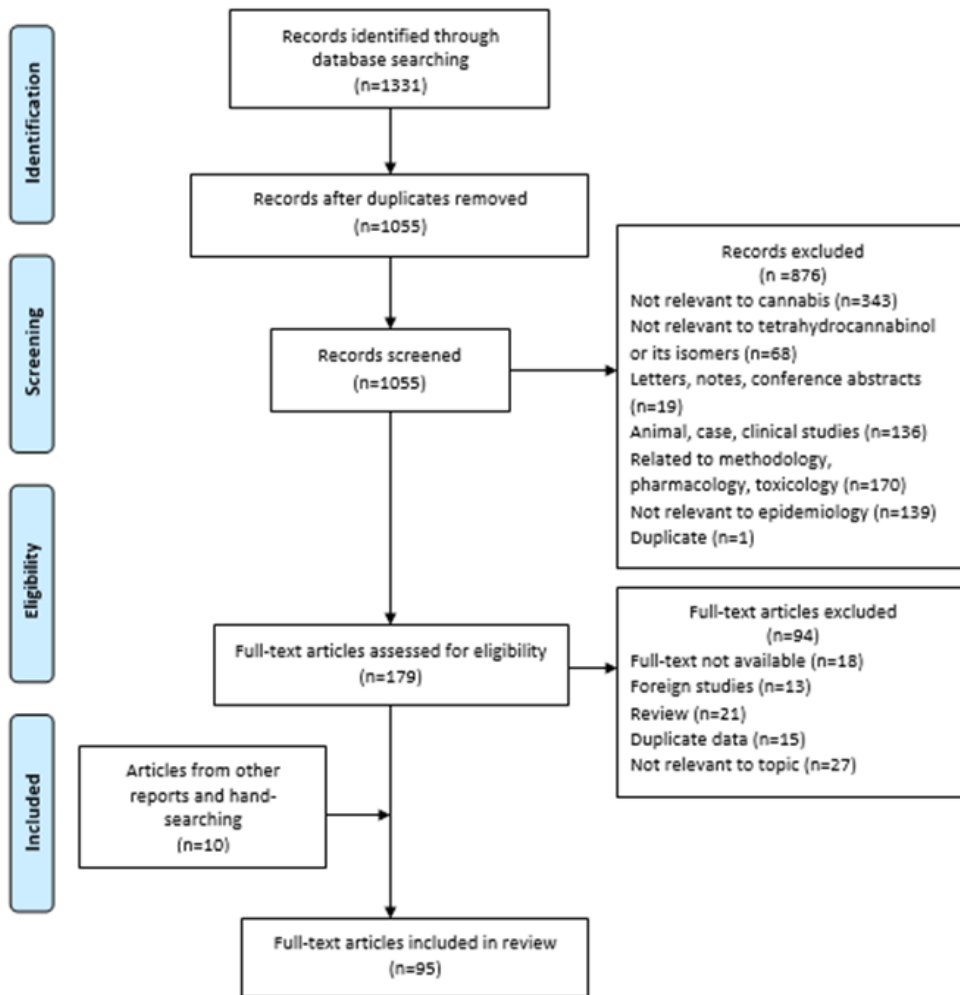 Identification
Records identified through
database searching
(n=1331)
Records after duplicates removed
(n=1055)
Screening
Records screened
(n=1055)
Records excluded
(n =876)
Not relevant to cannabis (n=343)
Not relevant to tetrahydrocannabinol
or its isomers (n=68)
Letters, notes, conference abstracts
(n=19)
Animal, case, clinical studies (n=136)
Related to methodology,
pharmacology, toxicology (n=170)
Not relevant to epidemiology (n=139)
Duplicate (n=1)
Eligibility
Full-text articles assessed for eligibility
(n=179)
Full-text articles excluded
(n=94)
Full-text not available (n=18)
Foreign studies (n=13)
Review (n=21)
Duplicate data (n=15)
Not relevant to topic (n=27)
Included
Articles from other
reports and hand-
searching
(n=10)
Full-text articles included in review
(n=95)